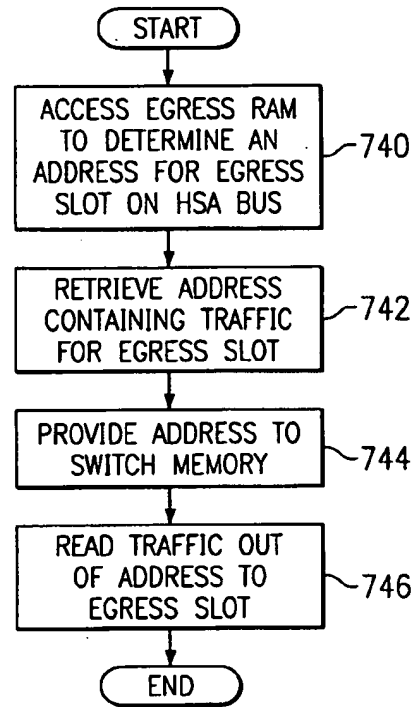 START
ACCESS EGRESS RAM
TO DETERMINE AN
ADDRESS FOR EGRESS
SLOT ON HSA BUS
740
RETRIEVE ADDRESS
CONTAINING TRAFFIC
FOR EGRESS SLOT
742
PROVIDE ADDRESS TO
SWITCH MEMORY
744
READ TRAFFIC OUT
OF ADDRESS TO
EGRESS SLOT
746
END